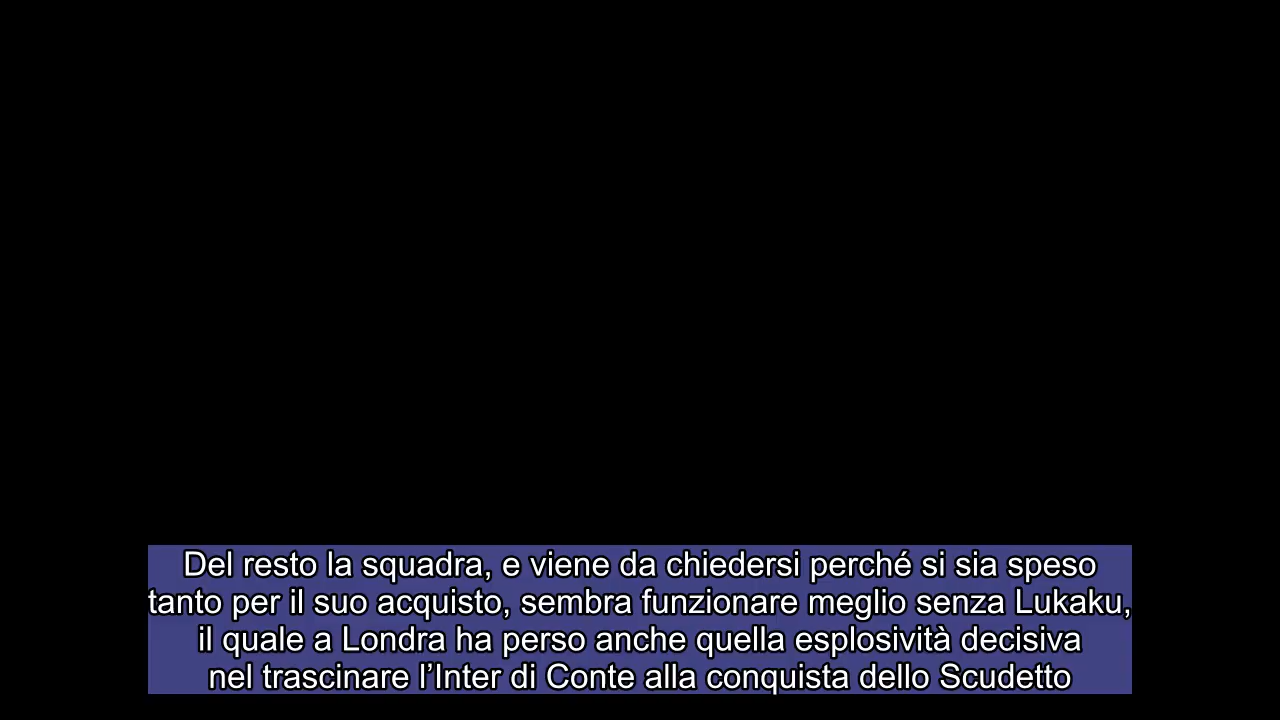 Del resto la squadra, e viene da chiedersi perché si sia speso
tanto per il suo acquisto, sembra funzionare meglio senza Lukaku,
il quale a Londra ha perso anche quella esplosività decisiva
nel trascinare l’Inter di Conte alla conquista dello Scudetto